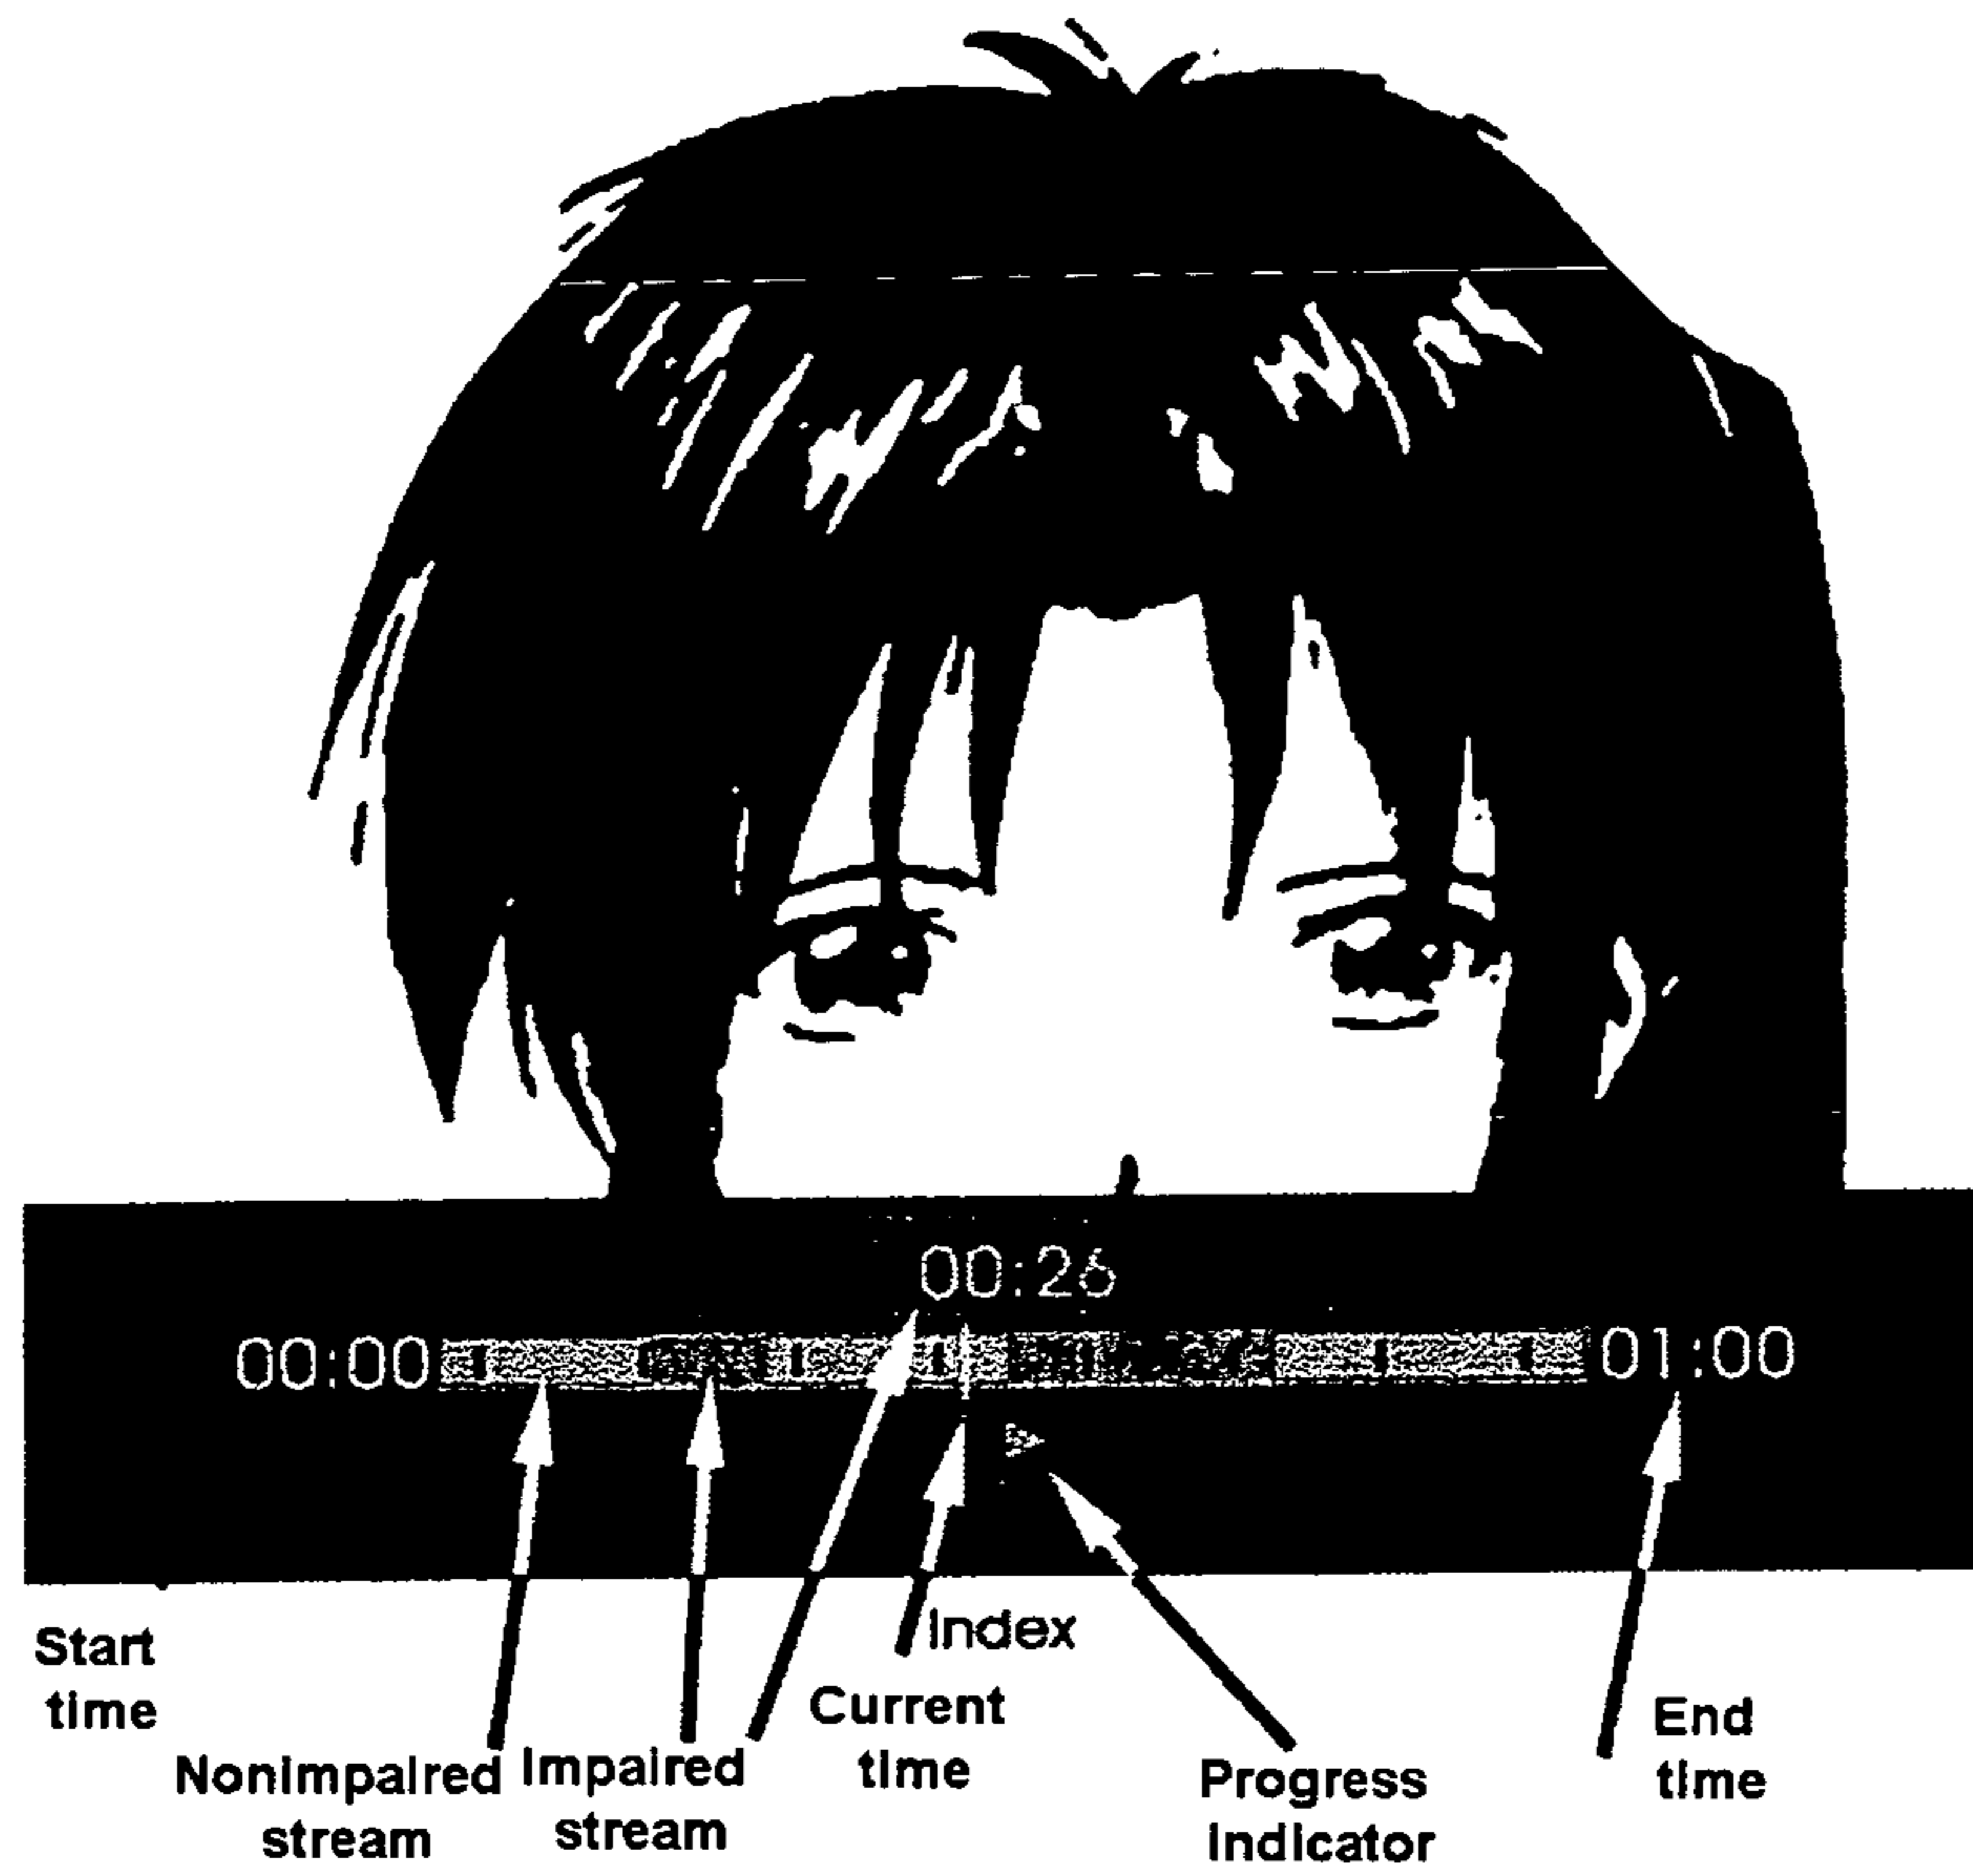 00:26
00:00
01:00
Index
Start
time
Current
time
End
time
Nonimpaired
stream
Impaired
stream
Progress
indicator